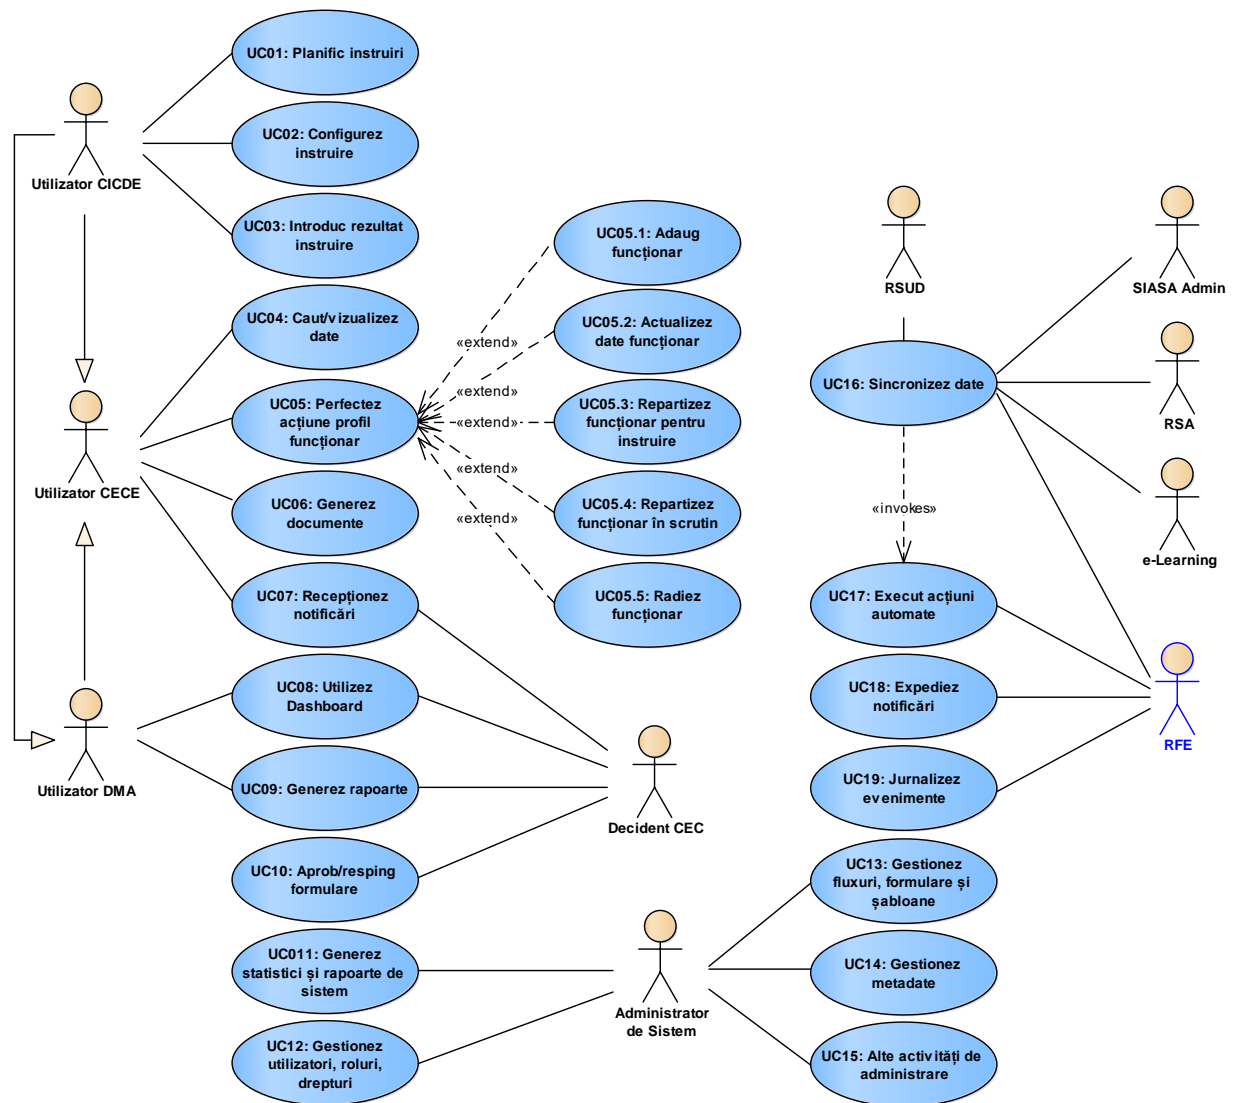 UC01: Planific instruiri
Utilizator CICDE
UC02: Configurez
instruire
UC03: Introduc rezultat
instruire
UC04: Caut/vizualizez
date
UC05: Perfectez
acțiune profil
funcționar
Utilizator CECE
UC06: Generez
documente
UC07: Recepționez
notificări
UC08: Utilizez
Dashboard
Utilizator DMA
UC09: Generez rapoarte
UC10: Aprob/resping
formulare
UC011: Generez
statistici și rapoarte de
sistem
UC12: Gestionez
utilizatori, roluri,
drepturi
UC05.1: Adaug
funcționar
UC05.2: Actualizez
date funcționar
UC05.3: Repartizez
funcționar pentru
instruire
UC05.4: Repartizez
funcționar în scrutin
UC05.5: Radiez
funcționar
«extend»
«extend»
«extend»
«extend»
«extend»
Decident CEC
Administrator
de Sistem
RSUD
SIASA Admin
UC16: Sincronizez date
RSA
«invokes»
e-Learning
UC17: Execut acțiuni
automate
UC18: Expediez
notificări
RFE
UC19: Jurnalizez
evenimente
UC13: Gestionez
fluxuri, formulare și
șabloane
UC14: Gestionez
metadate
UC15: Alte activități de
administrare